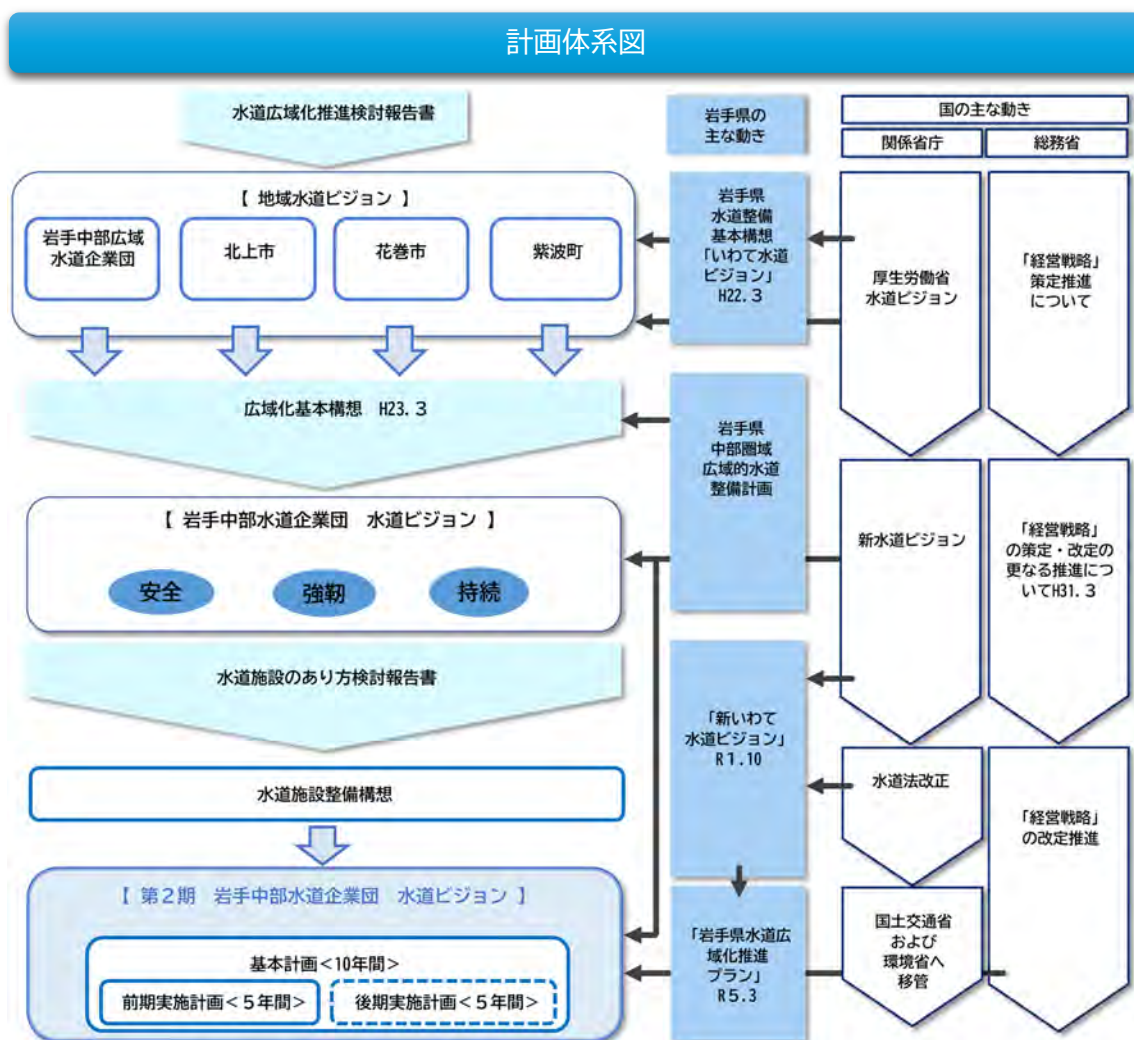 計画体系図
水道広域化推進検討報告書
【 地域水道ビジョン 】
岩手中部広域
水道企業団
北上市
花巻市
紫波町
広域化基本構想 H23.3
【 岩手中部水道企業団 水道ビジョン 】
安全
強靭
持続
水道施設のあり方検討報告書
水道施設整備構想
【 第2期 岩手中部水道企業団 水道ビジョン 】
基本計画<10年間>
前期実施計画<5年間>
後期実施計画<5年間>
岩手県の
主な動き
岩手県
水道整備
基本構想
「いわて水道
ビジョン」
H22.3
岩手県
中部圏域
広域的水道
整備計画
「新いわて
水道ビジョン」
R1.10
「岩手県水道広
域化推進
プラン」
R5.3
国の主な動き
関係省庁
総務省
厚生労働省
水道ビジョン
新水道ビジョン
水道法改正
国土交通省
および
環境省へ
移管
「経営戦略」
策定推進
について
「経営戦略」
の策定・改定の
更なる推進につ
いてH31.3
「経営戦略」
の改定推進